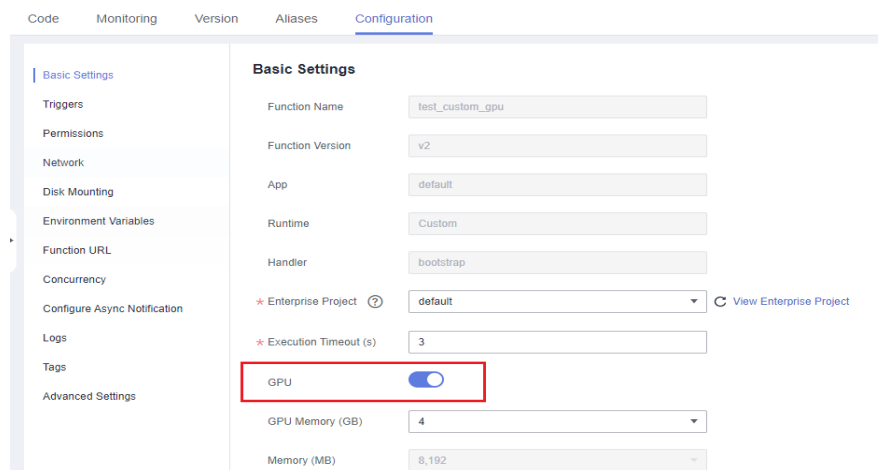 Code Monitoring Version Aliases Configuration
Basic Settings
Triggers
Permissions
Network
Disk Mounting
Environment Variables
Function URL
Concurrency
Configure Async Notification
Logs
Tags
Advanced Settings
Basic Settings
Function Name test_custom_gpu
Function Version v2
App default
Runtime Custom
Handler bootstrap
* Enterprise Project ? default View Enterprise Project
* Execution Timeout (s) 3
GPU
GPU Memory (GB) 4
Memory (MB) 8,192